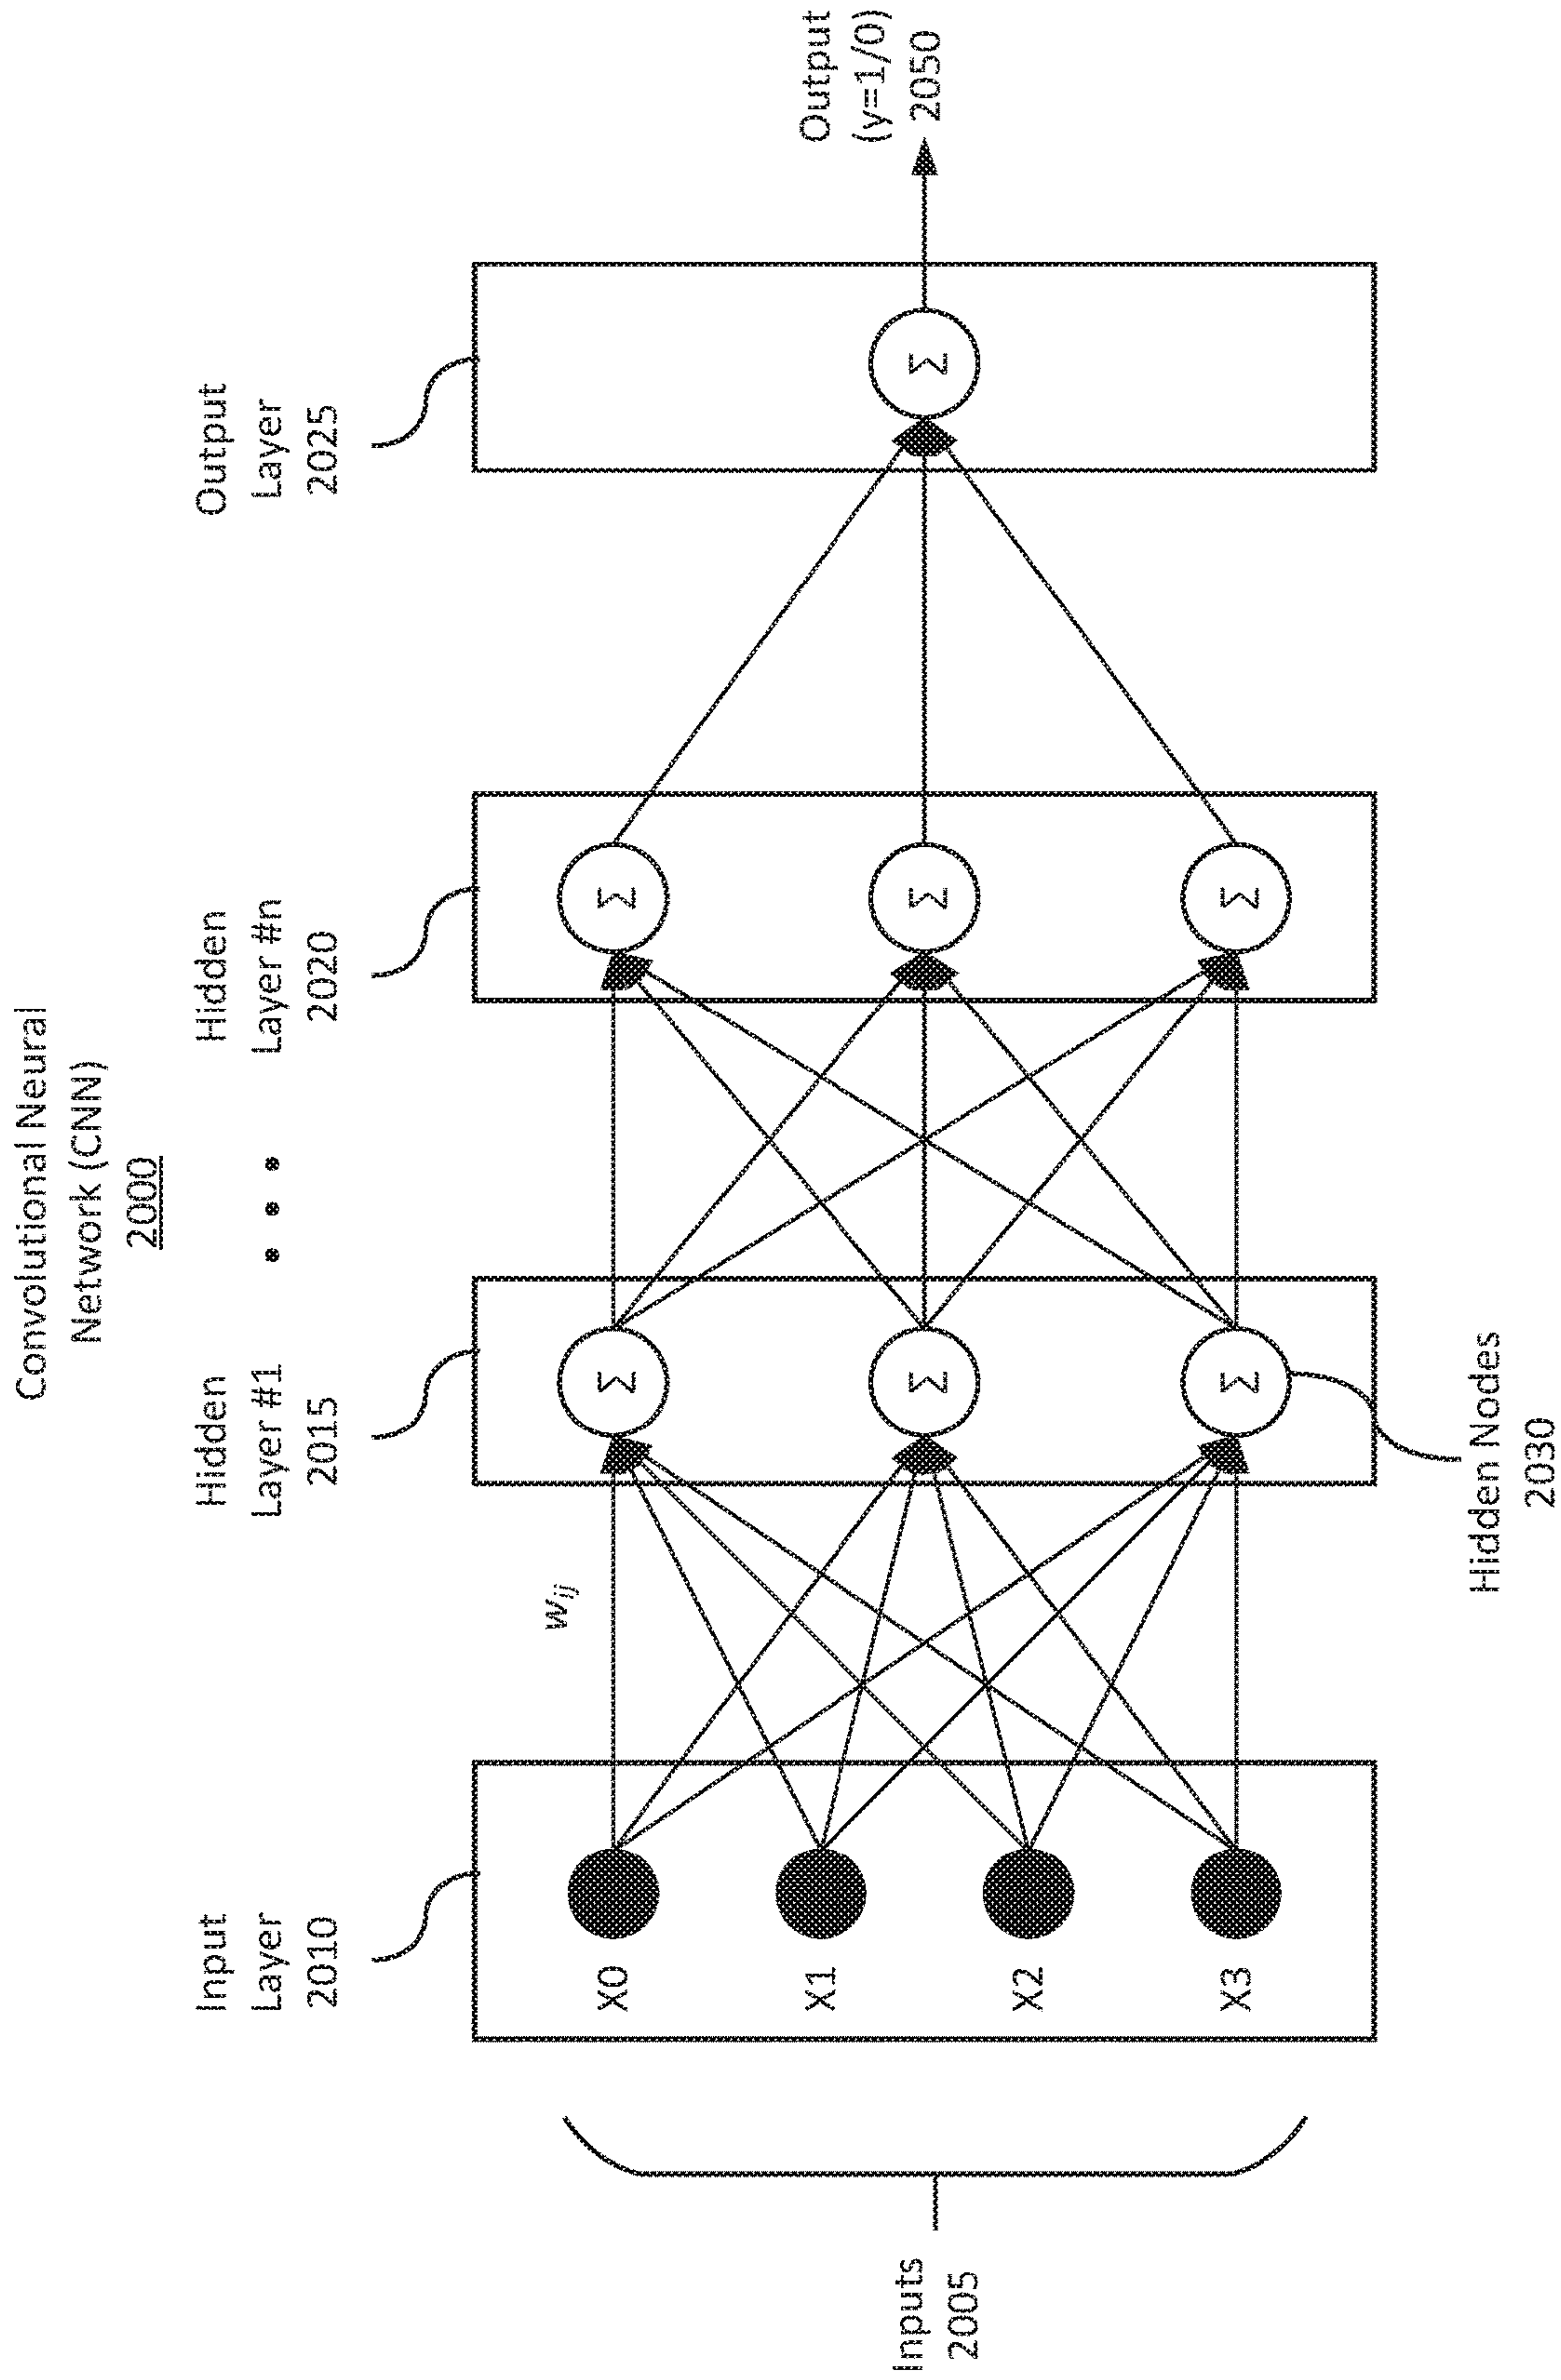 Convolutional Neural
Network (CNN)
2000
Input
Layer
2010
Hidden
Layer #1
2015
• • •
Hidden
Layer #n
2020
Output
Layer
2025
Inputs
2005
X0
X1
X2
X3
wij
Σ
Σ
Σ
Σ
Σ
Σ
Σ
Output
(y=1/0)
2050
Hidden Nodes
2030